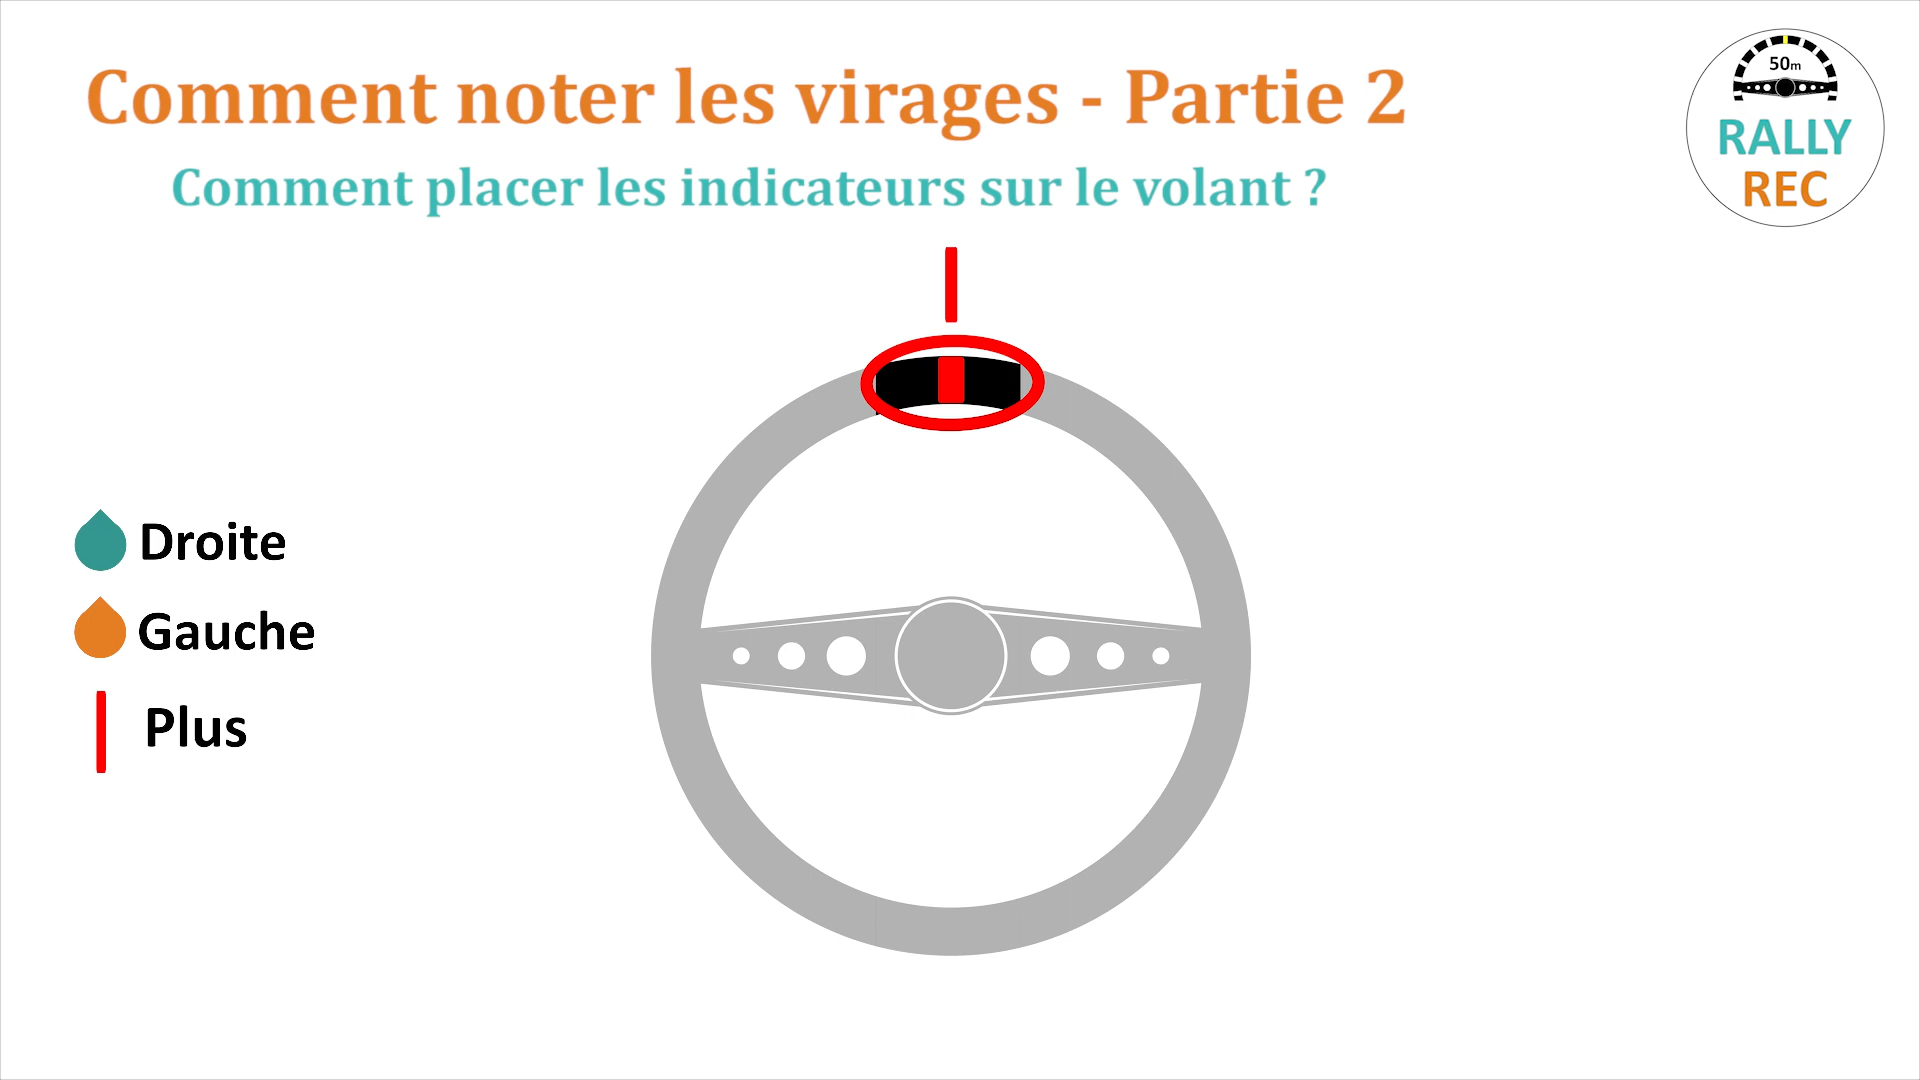 Comment noter les virages - Partie 2
Comment placer les indicateurs sur le volant ?
50m
RALLY
REC
Droite
Gauche
Plus